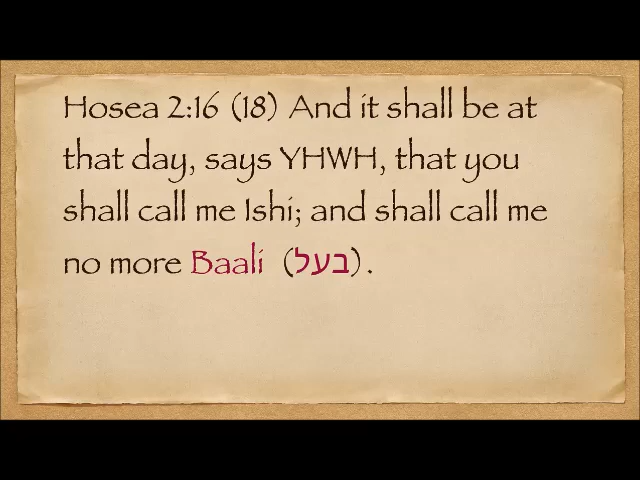 Hosea 2:16 (18) And it shall be at
that day, says YHWH, that you
shall call me Ishi; and shall call me
no more Baali (בעל).